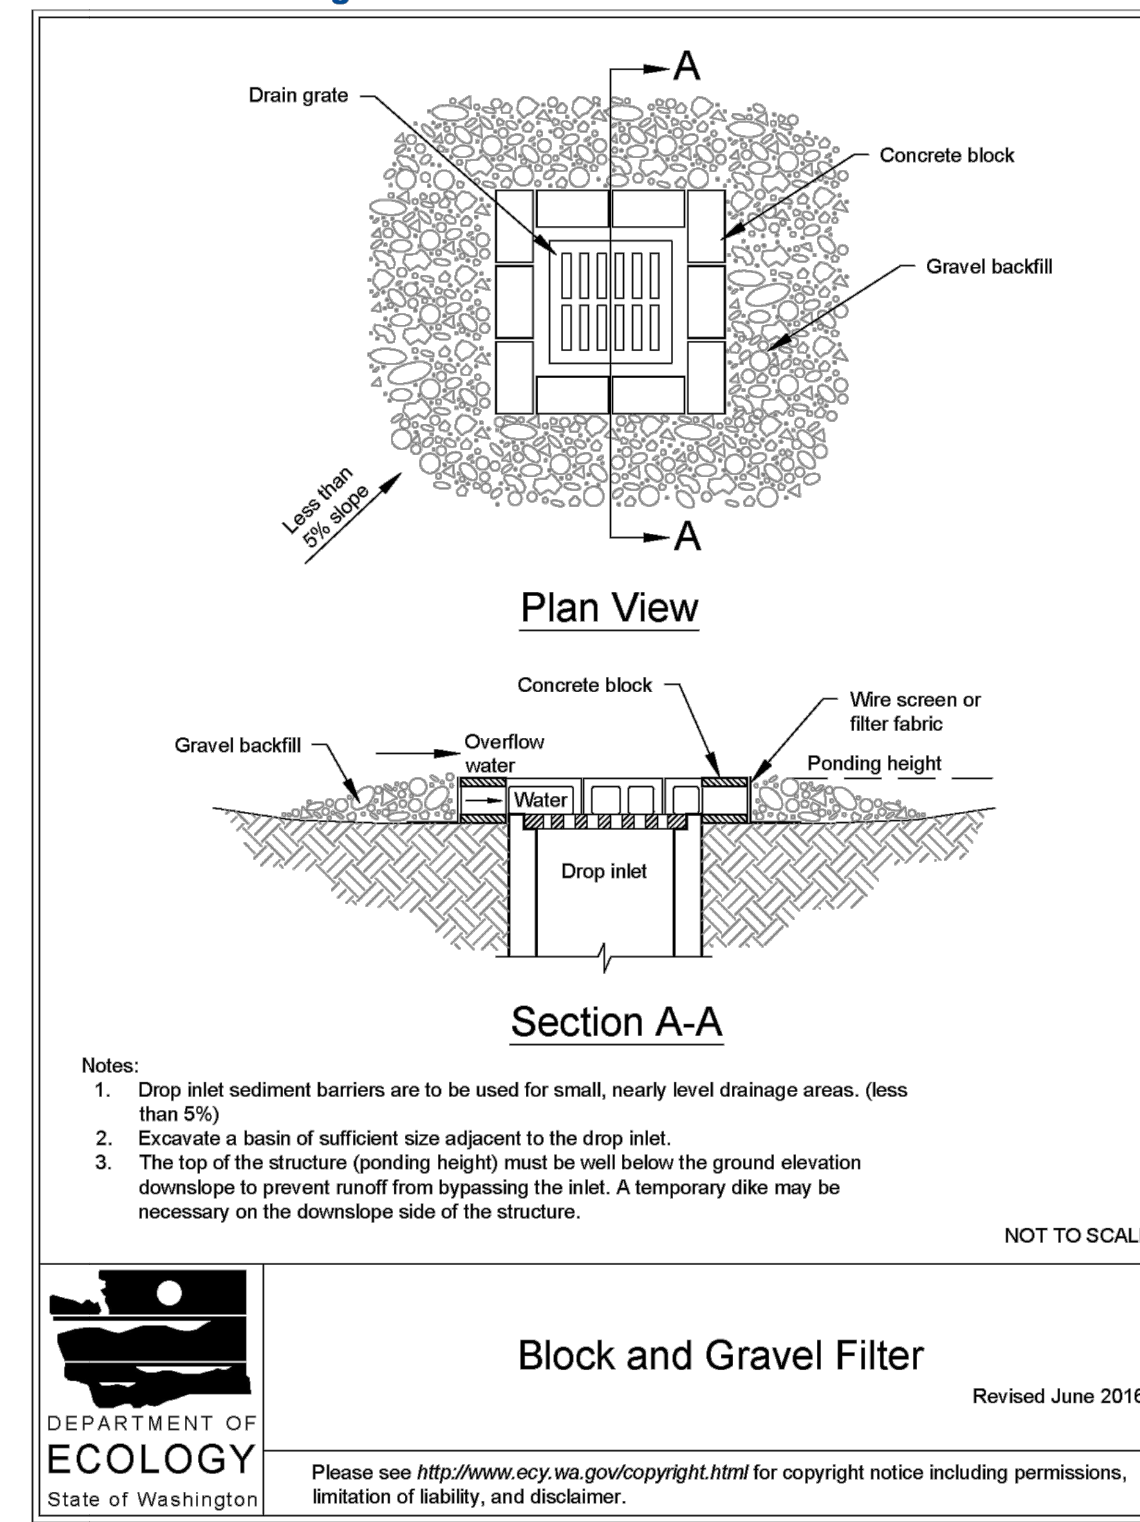 A
Drain grate
Concrete block
Gravel backfill
Less than
5% slope
A
Plan View
Concrete block
Wire screen or
filter fabric
Gravel backfill
Overflow
water
Ponding height
Water
Drop inlet
Section A-A
Notes:
1. Drop inlet sediment barriers are to be used for small, nearly level drainage areas. (less
than 5%)
2. Excavate a basin of sufficient size adjacent to the drop inlet.
3. The top of the structure (ponding height) must be well below the ground elevation
downslope to prevent runoff from bypassing the inlet. A temporary dike may be
necessary on the downslope side of the structure.
NOT TO SCALE
Block and Gravel Filter
Revised June 2016
DEPARTMENT OF
ECOLOGY
State of Washington
Please see http://www.ecy.wa.gov/copyright.html for copyright notice including permissions,
limitation of liability, and disclaimer.